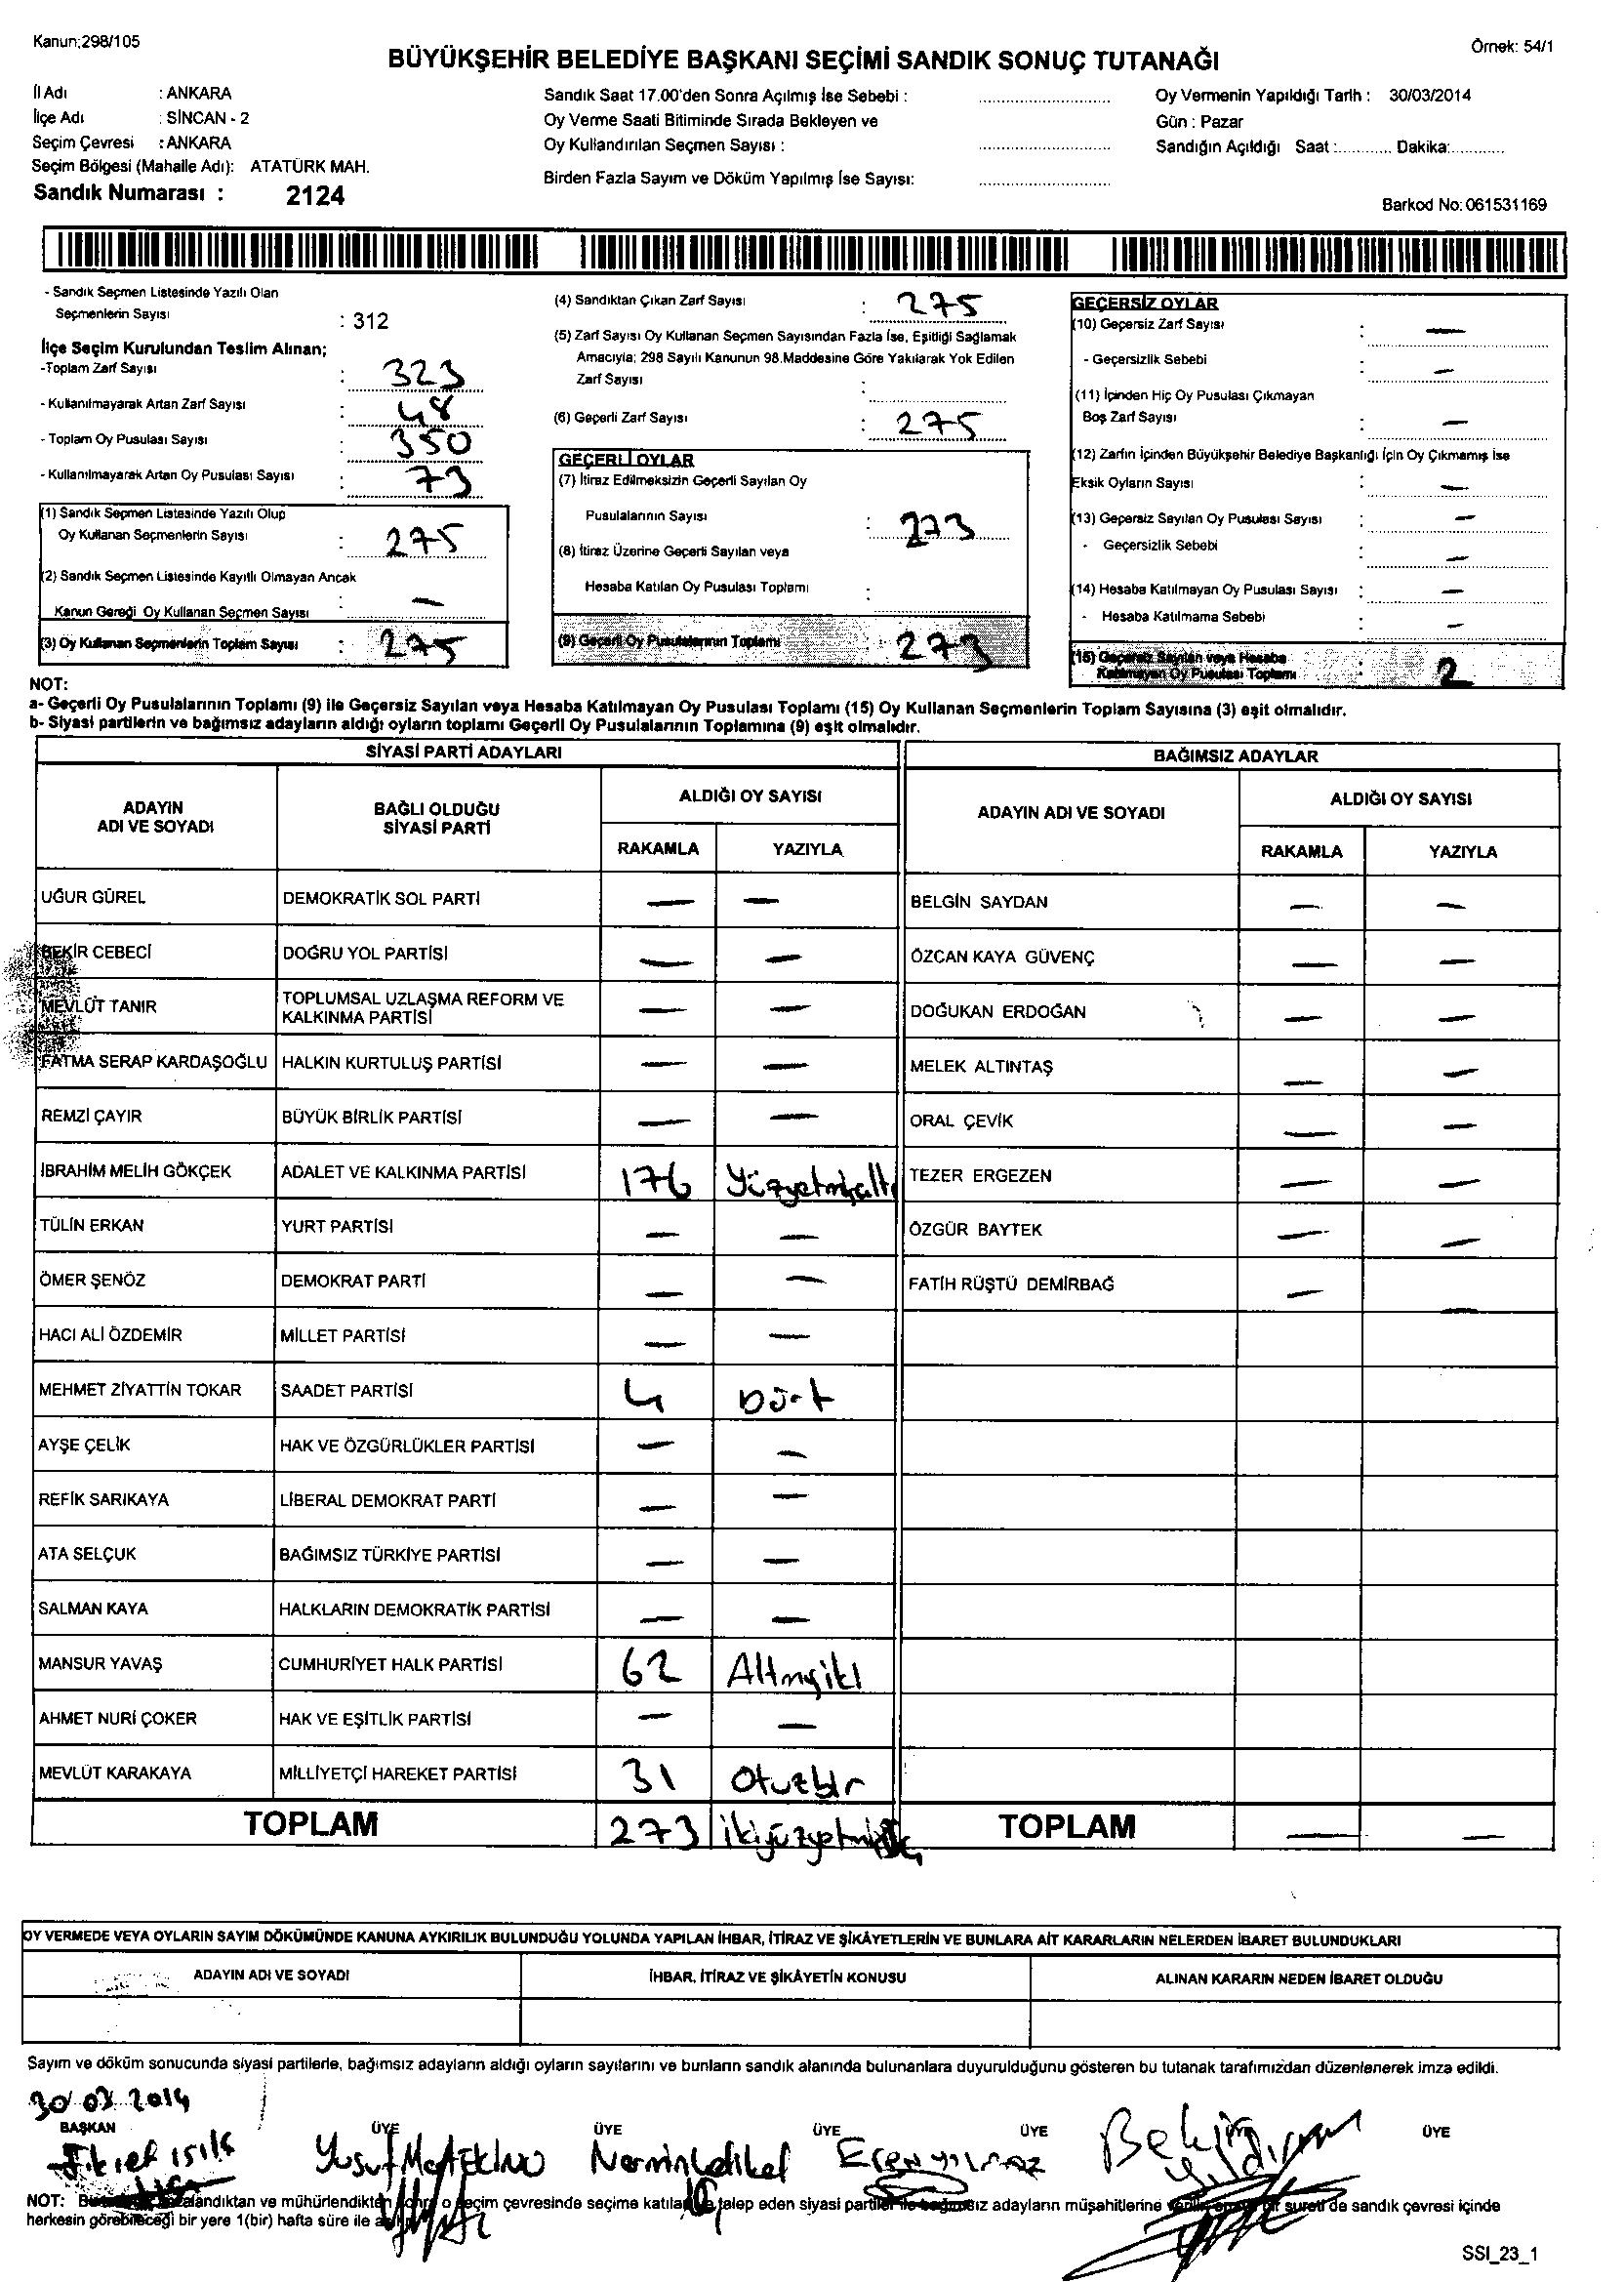 Kanun;298/105
Örnek: 54/1
BÜYÜKŞEHİR BELEDİYE BAŞKANI SEÇİMİ SANDIK SONUÇ TUTANAĞI
İl Adı : ANKARA
İlçe Adı : SİNCAN - 2
Seçim Çevresi : ANKARA
Seçim Bölgesi (Mahalle Adı): ATATÜRK MAH.
Sandık Numarası : 2124
Sandık Saat 17.00'den Sonra Açılmış İse Sebebi :
Oy Verme Saati Bitiminde Sırada Bekleyen ve
Oy Kullandırılan Seçmen Sayısı :
Birden Fazla Sayım ve Döküm Yapılmış İse Sayısı:
Oy Vermenin Yapıldığı Tarih : 30/03/2014
Gün : Pazar
Sandığın Açıldığı Saat :........... Dakika:...........
Barkod No: 061531169
- Sandık Seçmen Listesinde Yazılı Olan
Seçmenlerin Sayısı : 312
İlçe Seçim Kurulundan Teslim Alınan;
-Toplam Zarf Sayısı : 323
- Kullanılmayarak Artan Zarf Sayısı : 48
- Toplam Oy Pusulası Sayısı : 350
- Kullanılmayarak Artan Oy Pusulası Sayısı : 73
(1) Sandık Seçmen Listesinde Yazılı Olup
Oy Kullanan Seçmenlerin Sayısı : 275
(2) Sandık Seçmen Listesinde Kayıtlı Olmayan Ancak
Kanun Gereği Oy Kullanan Seçmen Sayısı : —
(3) Oy Kullanan Seçmenlerin Toplam Sayısı : 275
(4) Sandıktan Çıkan Zarf Sayısı : 275
(5) Zarf Sayısı Oy Kullanan Seçmen Sayısından Fazla İse, Eşitliği Sağlamak
Amacıyla; 298 Sayılı Kanunun 98.Maddesine Göre Yakılarak Yok Edilen
Zarf Sayısı :
(6) Geçerli Zarf Sayısı : 275
GEÇERLİ OYLAR
(7) İtiraz Edilmeksizin Geçerli Sayılan Oy
Pusulalarının Sayısı : 273
(8) İtiraz Üzerine Geçerli Sayılan veya
Hesaba Katılan Oy Pusulası Toplamı :
(9) Geçerli Oy Pusulalarının Toplamı : 273
GEÇERSİZ OYLAR
(10) Geçersiz Zarf Sayısı : —
- Geçersizlik Sebebi : —
(11) İçinden Hiç Oy Pusulası Çıkmayan
Boş Zarf Sayısı : —
(12) Zarfın İçinden Büyükşehir Belediye Başkanlığı İçin Oy Çıkmamış İse
Eksik Oyların Sayısı : —
(13) Geçersiz Sayılan Oy Pusulası Sayısı : —
- Geçersizlik Sebebi : —
(14) Hesaba Katılmayan Oy Pusulası Sayısı : —
- Hesaba Katılmama Sebebi : —
(15) Geçersiz Sayılan veya Hesaba
Katılmayan Oy Pusulası Toplamı : 2
NOT:
a- Geçerli Oy Pusulalarının Toplamı (9) ile Geçersiz Sayılan veya Hesaba Katılmayan Oy Pusulası Toplamı (15) Oy Kullanan Seçmenlerin Toplam Sayısına (3) eşit olmalıdır.
b- Siyasi partilerin ve bağımsız adayların aldığı oyların toplamı Geçerli Oy Pusulalarının Toplamına (9) eşit olmalıdır.
SİYASİ PARTİ ADAYLARI
ADAYIN
ADI VE SOYADI
BAĞLI OLDUĞU
SİYASİ PARTİ
ALDIĞI OY SAYISI
RAKAMLA YAZIYLA
UĞUR GÜREL DEMOKRATİK SOL PARTİ — —
BEKİR CEBECİ DOĞRU YOL PARTİSİ — —
MEVLÜT TANIR TOPLUMSAL UZLAŞMA REFORM VE
KALKINMA PARTİSİ — —
FATMA SERAP KARDAŞOĞLU HALKIN KURTULUŞ PARTİSİ — —
REMZİ ÇAYIR BÜYÜK BİRLİK PARTİSİ — —
İBRAHİM MELİH GÖKÇEK ADALET VE KALKINMA PARTİSİ 176 Yüzyetmişaltı
TÜLİN ERKAN YURT PARTİSİ — —
ÖMER ŞENÖZ DEMOKRAT PARTİ — —
HACI ALİ ÖZDEMİR MİLLET PARTİSİ — —
MEHMET ZİYATTİN TOKAR SAADET PARTİSİ 4 Dört
AYŞE ÇELİK HAK VE ÖZGÜRLÜKLER PARTİSİ — —
REFİK SARIKAYA LİBERAL DEMOKRAT PARTİ — —
ATA SELÇUK BAĞIMSIZ TÜRKİYE PARTİSİ — —
SALMAN KAYA HALKLARIN DEMOKRATİK PARTİSİ — —
MANSUR YAVAŞ CUMHURİYET HALK PARTİSİ 62 Altmışiki
AHMET NURİ ÇOKER HAK VE EŞİTLİK PARTİSİ — —
MEVLÜT KARAKAYA MİLLİYETÇİ HAREKET PARTİSİ 31 Otuzbir
TOPLAM 273 ikiyüzyetmişüç
BAĞIMSIZ ADAYLAR
ADAYIN ADI VE SOYADI
ALDIĞI OY SAYISI
RAKAMLA YAZIYLA
BELGİN SAYDAN — —
ÖZCAN KAYA GÜVENÇ — —
DOĞUKAN ERDOĞAN — —
MELEK ALTINTAŞ — —
ORAL ÇEVİK — —
TEZER ERGEZEN — —
ÖZGÜR BAYTEK — —
FATİH RÜŞTÜ DEMİRBAĞ — —
TOPLAM — —
OY VERMEDE VEYA OYLARIN SAYIM DÖKÜMÜNDE KANUNA AYKIRILIK BULUNDUĞU YOLUNDA YAPILAN İHBAR, İTİRAZ VE ŞİKÂYETLERİN VE BUNLARA AİT KARARLARIN NELERDEN İBARET BULUNDUKLARI
ADAYIN ADI VE SOYADI İHBAR, İTİRAZ VE ŞİKÂYETİN KONUSU ALINAN KARARIN NEDEN İBARET OLDUĞU
Sayım ve döküm sonucunda siyasi partilerle, bağımsız adayların aldığı oyların sayılarını ve bunların sandık alanında bulunanlara duyurulduğunu gösteren bu tutanak tarafımızdan düzenlenerek imza edildi.
30 03 2014
BAŞKAN ÜYE ÜYE ÜYE ÜYE ÜYE
Fikret ışık Yusuf Nermin Eren yılmaz Bekir Yıldırım
NOT: andıktan ve mühürlendikten sonra o seçim çevresinde seçime katılan ve talep eden siyasi partiler ile bağımsız adayların müşahitlerine bir sureti de sandık çevresi içinde
herkesin görebileceği bir yere 1(bir) hafta süre ile
SSI_23_1